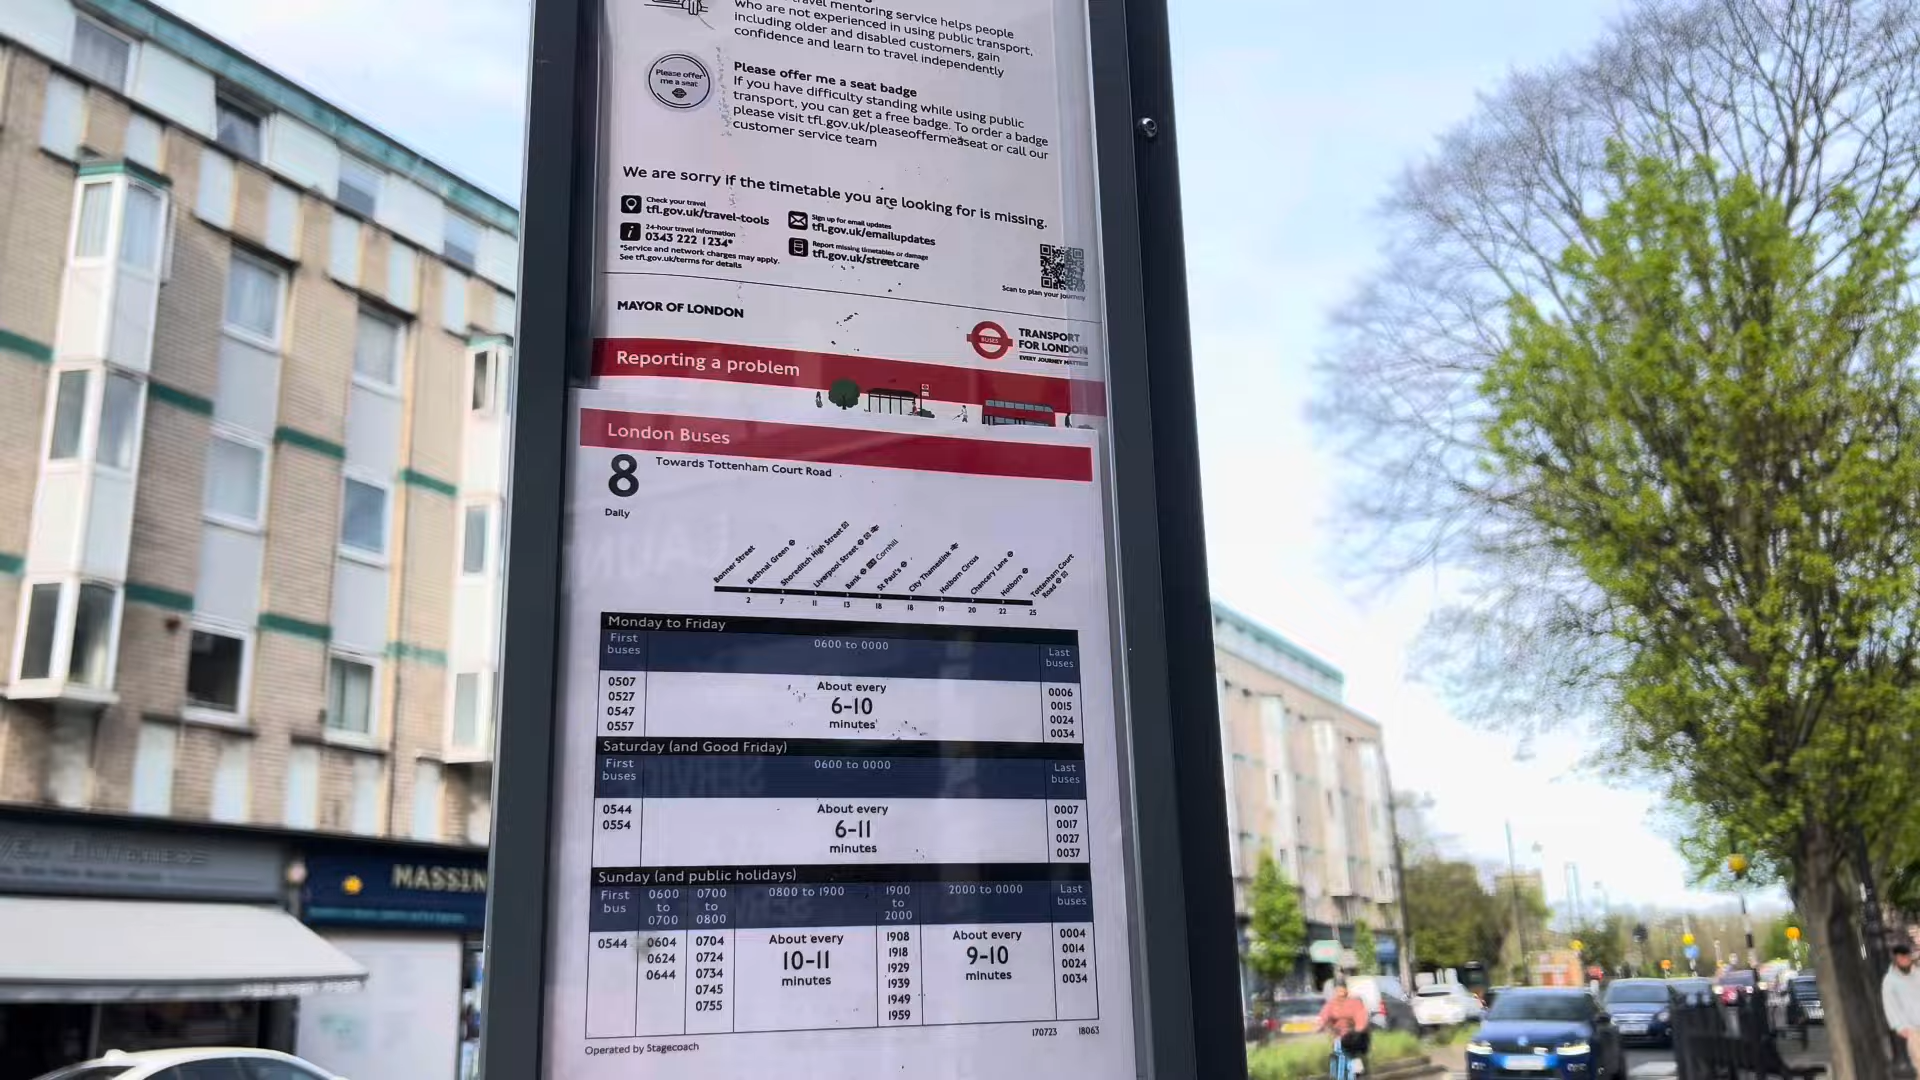 travel mentoring service helps people
who are not experienced in using public transport,
including older and disabled customers, gain
confidence and learn to travel independently
Please offer
me a seat
Please offer me a seat badge
If you have difficulty standing while using public
transport, you can get a free badge. To order a badge
please visit tfl.gov.uk/pleaseoffermeaseat or call our
customer service team
We are sorry if the timetable you are looking for is missing.
Check your travel
tfl.gov.uk/travel-tools
24-hour travel information
0343 222 1234*
*Service and network charges may apply.
See tfl.gov.uk/terms for details
Sign up for email updates
tfl.gov.uk/emailupdates
Report missing timetables or damage
tfl.gov.uk/streetcare
Scan to plan your journey
MAYOR OF LONDON
BUSES
TRANSPORT
FOR LONDON
EVERY JOURNEY MATTERS
Reporting a problem
London Buses
8
Towards Tottenham Court Road
Daily
Bonner Street
Bethnal Green
Shoreditch High Street
Liverpool Street
Bank Cornhill
St Paul's
City Thameslink
Holborn Circus
Chancery Lane
Holborn
Tottenham Court
Road
2 7 11 13 18 18 19 20 22 25
Monday to Friday
First
buses
0600 to 0000
Last
buses
0507
0527
0547
0557
About every
6-10
minutes
0006
0015
0024
0034
Saturday (and Good Friday)
First
buses
0600 to 0000
Last
buses
0544
0554
About every
6-11
minutes
0007
0017
0027
0037
Sunday (and public holidays)
First
bus
0600
to
0700
0700
to
0800
0800 to 1900
1900
to
2000
2000 to 0000
Last
buses
0544
0604
0624
0644
0704
0724
0734
0745
0755
About every
10-11
minutes
1908
1918
1929
1939
1949
1959
About every
9-10
minutes
0004
0014
0024
0034
170723 18063
Operated by Stagecoach
MASSIN